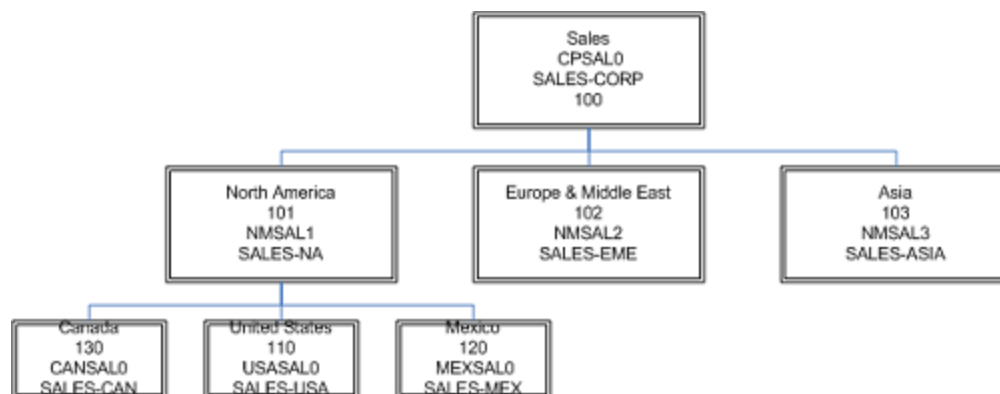 Sales
CPSAL0
SALES-CORP
100
North America
101
NMSAL1
SALES-NA
Europe & Middle East
102
NMSAL2
SALES-EME
Asia
103
NMSAL3
SALES-ASIA
Canada
130
CANSAL0
SALES-CAN
United States
110
USASAL0
SALES-USA
Mexico
120
MEXSAL0
SALES-MEX